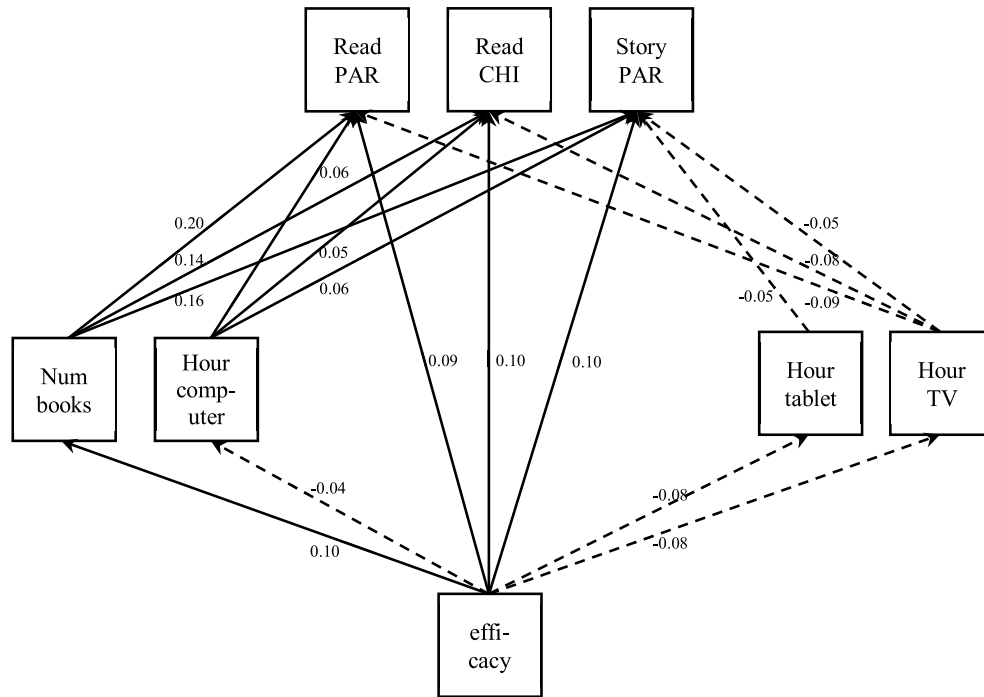 Read
PAR
Read
CHI
Story
PAR
0.06
0.20
0.14
0.16
0.05
0.06
-0.05
-0.08
-0.09
-0.05
Num
books
Hour
comp-
uter
0.09
0.10
0.10
Hour
tablet
Hour
TV
-0.04
0.10
-0.08
-0.08
effi-
cacy